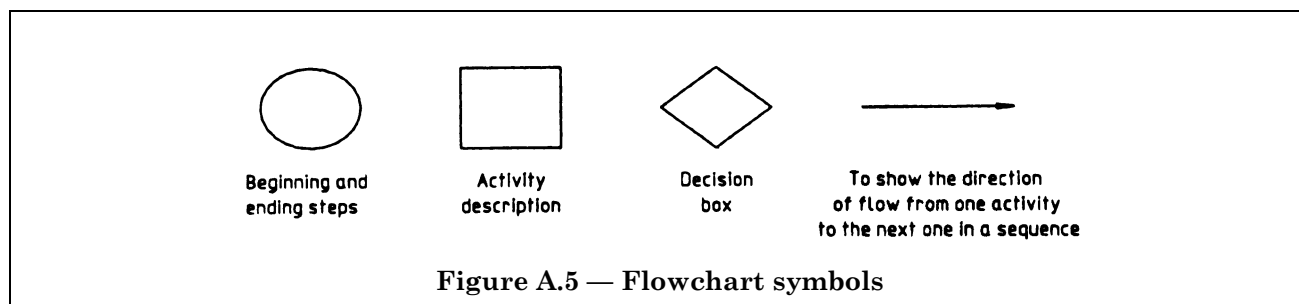 Beginning and
ending steps
Activity
description
Decision
box
To show the direction
of flow from one activity
to the next one in a sequence
Figure A.5 — Flowchart symbols